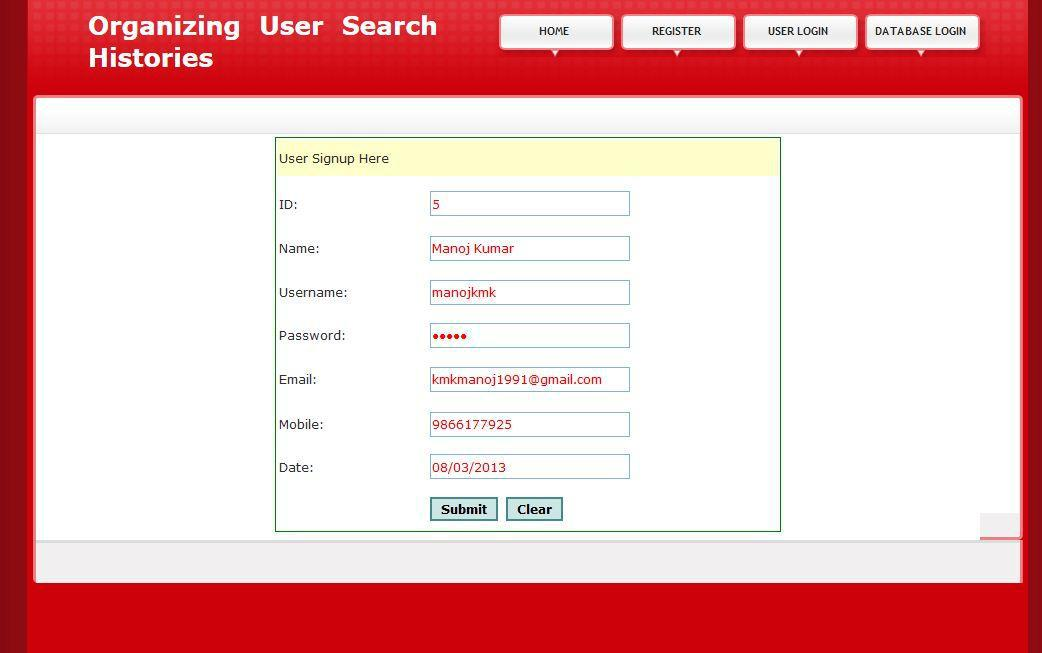 Organizing User Search
Histories
HOME
REGISTER
USER LOGIN
DATABASE LOGIN
User Signup Here
ID: 5
Name: Manoj Kumar
Username: manojkmk
Password: •••••
Email: kmkmanoj1991@gmail.com
Mobile: 9866177925
Date: 08/03/2013
Submit Clear